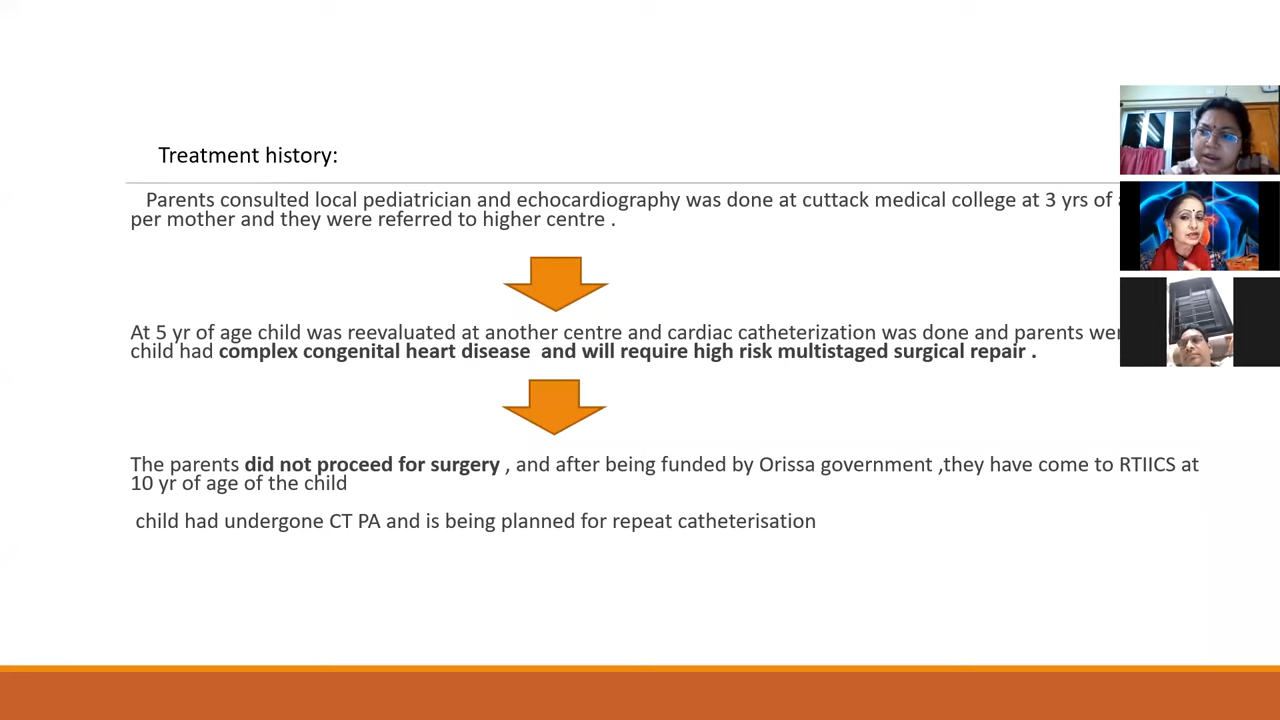 Treatment history:
Parents consulted local pediatrician and echocardiography was done at cuttack medical college at 3 yrs of
per mother and they were referred to higher centre .
At 5 yr of age child was reevaluated at another centre and cardiac catheterization was done and parents
child had complex congenital heart disease and will require high risk multistaged surgical repair .
The parents did not proceed for surgery , and after being funded by Orissa government ,they have come to RTIICS at
10 yr of age of the child
child had undergone CT PA and is being planned for repeat catheterisation